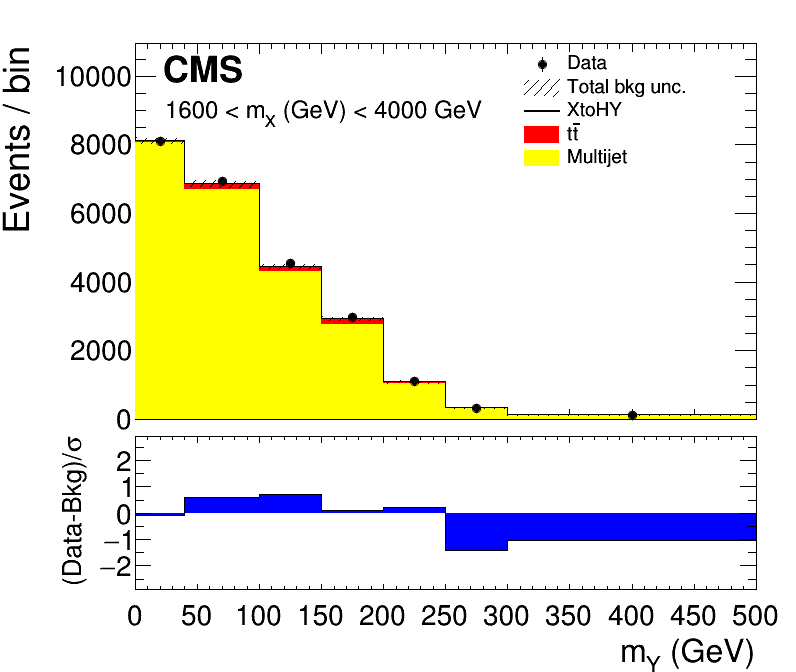 Events / bin
10000
8000
6000
4000
2000
0
CMS
1600 < mX (GeV) < 4000 GeV
Data
Total bkg unc.
XtoHY
tt̄
Multijet
(Data-Bkg)/σ
2
1
0
−1
−2
0 50 100 150 200 250 300 350 400 450 500
mY (GeV)